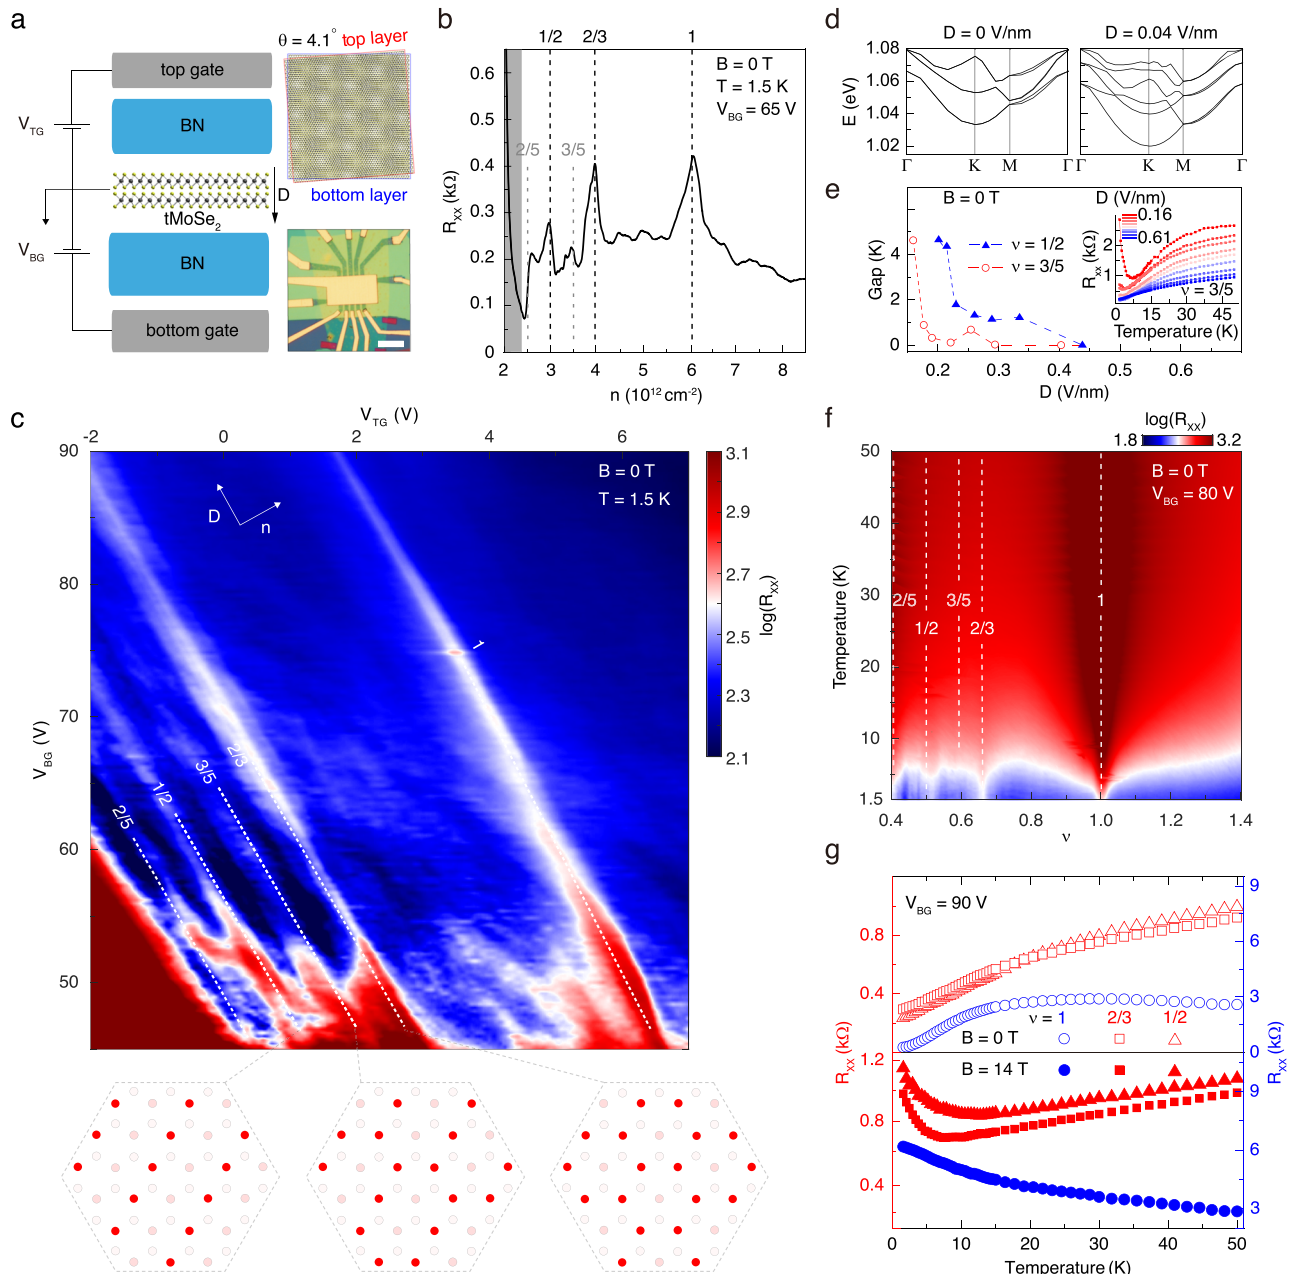 a
θ = 4.1° top layer
top gate
BN
V_TG
bottom layer
D
tMoSe₂
V_BG
BN
bottom gate
b
1/2 2/3 1
B = 0 T
T = 1.5 K
V_BG = 65 V
2/5 3/5
R_XX (kΩ)
0.6
0.5
0.4
0.3
0.2
0.1
0
2 3 4 5 6 7 8
n (10¹² cm⁻²)
d
D = 0 V/nm D = 0.04 V/nm
E (eV)
1.08
1.06
1.04
1.02
Γ K M Γ Γ K M Γ
e
B = 0 T
ν = 1/2
ν = 3/5
Gap (K)
4
2
0
0.2 0.3 0.4 0.5 0.6
D (V/nm)
D (V/nm)
0.16
0.61
R_XX (kΩ)
2
1
ν = 3/5
0 15 30 45
Temperature (K)
c
V_TG (V)
-2 0 2 4 6
V_BG (V)
90
80
70
60
50
D
n
B = 0 T
T = 1.5 K
1
2/3
3/5
1/2
2/5
log(R_XX)
3.1
2.9
2.7
2.5
2.3
2.1
f
log(R_XX)
1.8 3.2
B = 0 T
V_BG = 80 V
Temperature (K)
50
40
30
20
10
1.5
2/5 3/5 1
1/2 2/3
0.4 0.6 0.8 1.0 1.2 1.4
ν
g
V_BG = 90 V
ν = 1 2/3 1/2
B = 0 T
B = 14 T
R_XX (kΩ)
0.8
0.4
1.2
0.8
0.4
R_XX (kΩ)
9
6
3
0
9
6
3
0 10 20 30 40 50
Temperature (K)